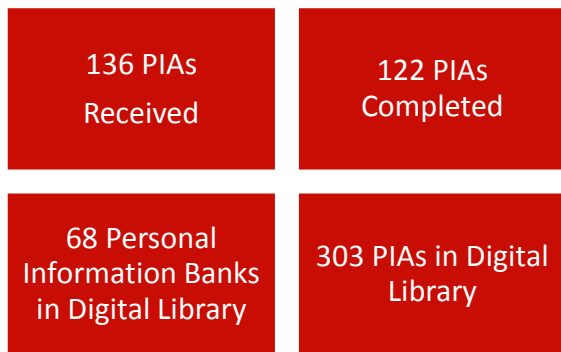 136 PIAs
Received
122 PIAs
Completed
68 Personal
Information Banks
in Digital Library
303 PIAs in Digital
Library